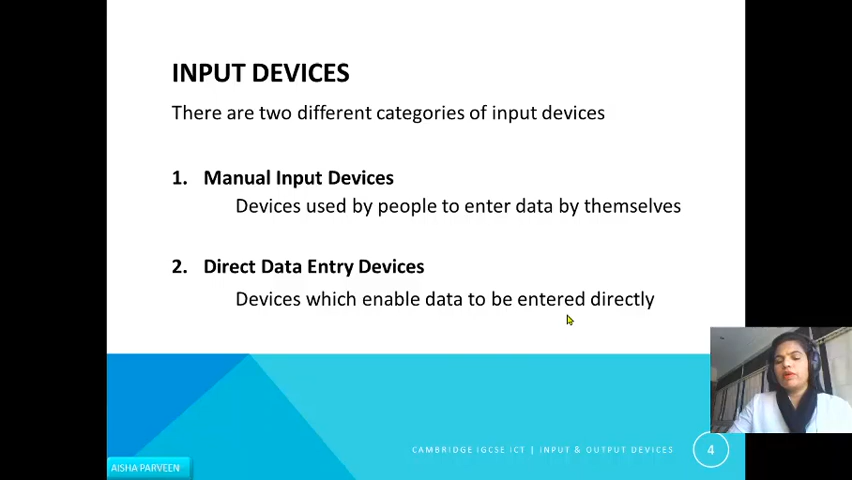 INPUT DEVICES
There are two different categories of input devices
1. Manual Input Devices
Devices used by people to enter data by themselves
2. Direct Data Entry Devices
Devices which enable data to be entered directly
CAMBRIDGE IGCSE ICT | INPUT & OUTPUT DEVICES
4
AISHA PARVEEN